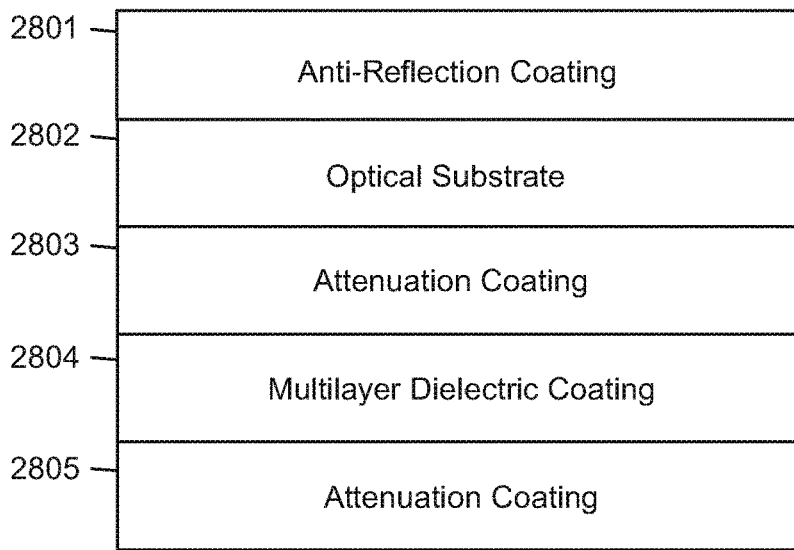 2801
Anti-Reflection Coating
2802
Optical Substrate
2803
Attenuation Coating
2804
Multilayer Dielectric Coating
2805
Attenuation Coating